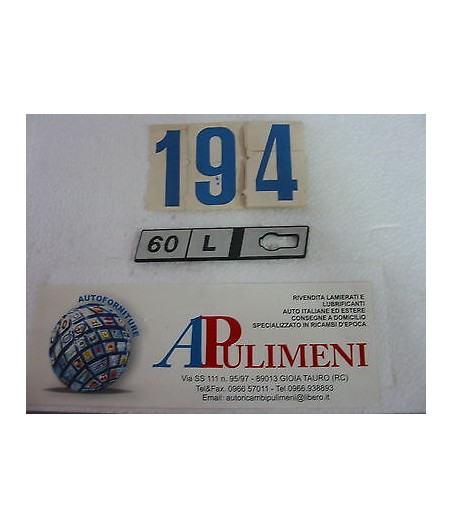 194
60 L
AUTOFORNITURE
RIVENDITA LAMIERATI E
LUBRIFICANTI
AUTO ITALIANE ED ESTERE
CONSEGNE A DOMICILIO
SPECIALIZZATO IN RICAMBI D'EPOCA
APULIMENI
Via SS 111 n. 95/97 - 89013 GIOIA TAURO (RC)
Tel&Fax. 0966 57011 - Tel 0966.938893
Email: autoricambipulimeni@libero.it